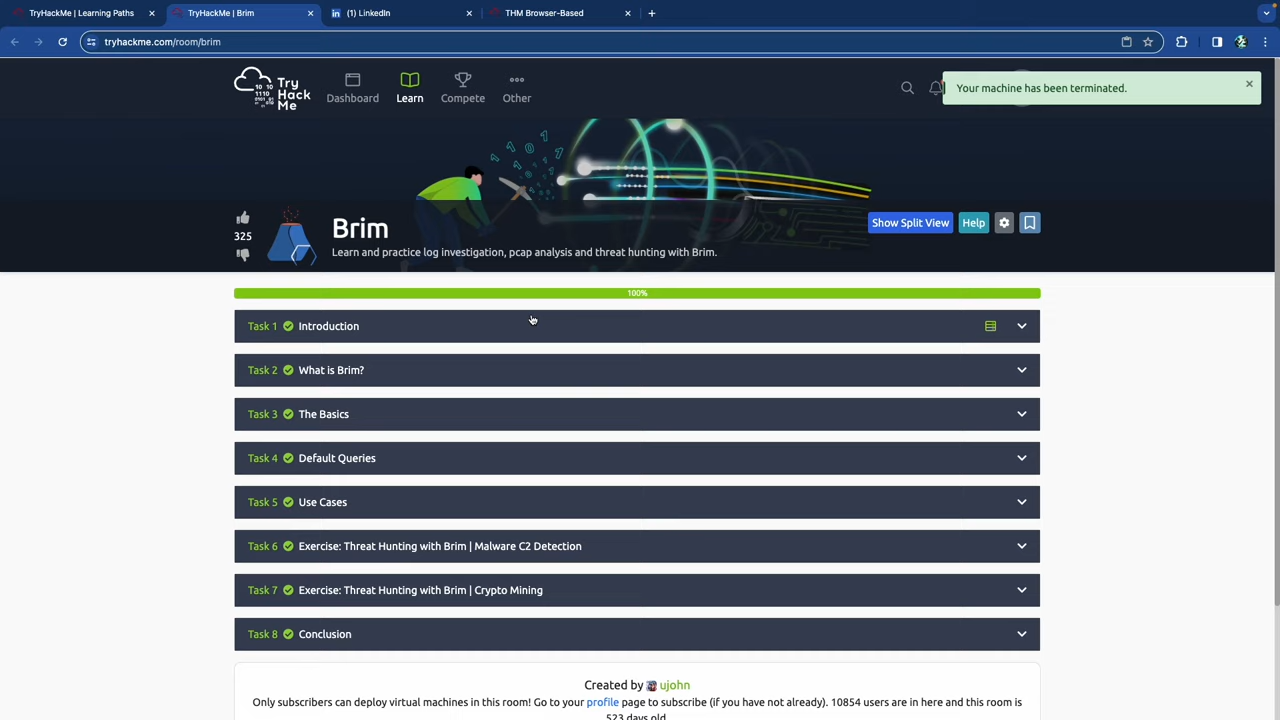 TryHackMe | Learning Paths
TryHackMe | Brim
(1) LinkedIn
THM Browser-Based
tryhackme.com/room/brim
Try
Hack
Me
Dashboard
Learn
Compete
Other
Your machine has been terminated.
325
Brim
Learn and practice log investigation, pcap analysis and threat hunting with Brim.
Show Split View
Help
100%
Task 1 Introduction
Task 2 What is Brim?
Task 3 The Basics
Task 4 Default Queries
Task 5 Use Cases
Task 6 Exercise: Threat Hunting with Brim | Malware C2 Detection
Task 7 Exercise: Threat Hunting with Brim | Crypto Mining
Task 8 Conclusion
Created by ujohn
Only subscribers can deploy virtual machines in this room! Go to your profile page to subscribe (if you have not already). 10854 users are in here and this room is
523 days old.